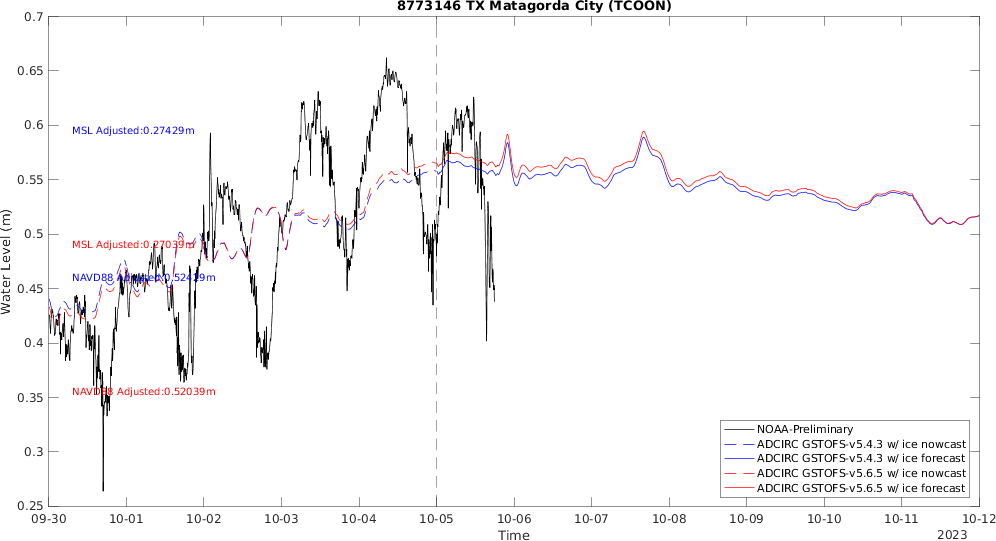 8773146 TX Matagorda City (TCOON)
0.7
0.65
0.6
0.55
0.5
0.45
0.4
0.35
0.3
0.25
Water Level (m)
MSL Adjusted:0.27429m
MSL Adjusted:0.27039m
NAVD88 Adjusted:0.52429m
NAVD88 Adjusted:0.52039m
NOAA-Preliminary
ADCIRC GSTOFS-v5.4.3 w/ ice nowcast
ADCIRC GSTOFS-v5.4.3 w/ ice forecast
ADCIRC GSTOFS-v5.6.5 w/ ice nowcast
ADCIRC GSTOFS-v5.6.5 w/ ice forecast
09-30 10-01 10-02 10-03 10-04 10-05 10-06 10-07 10-08 10-09 10-10 10-11 10-12
Time
2023